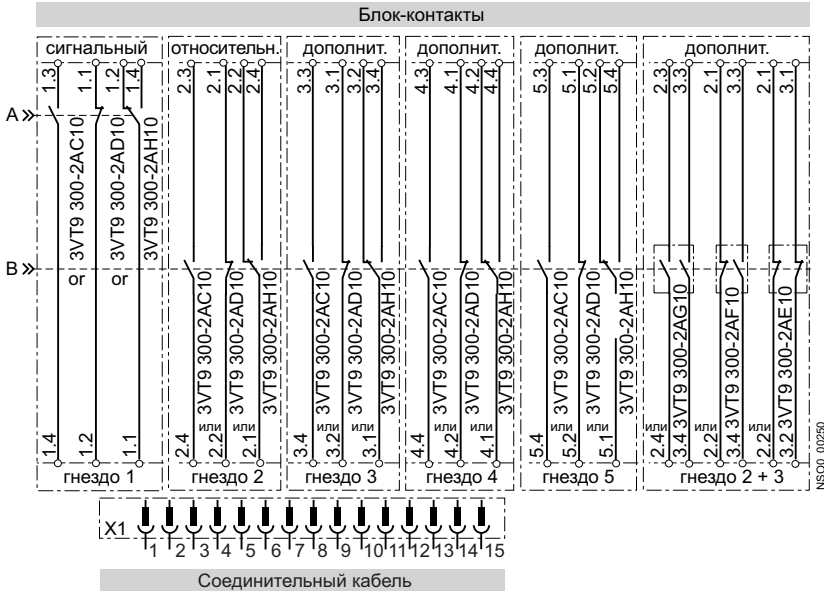 Блок-контакты
сигнальный
относительн.
дополнит.
дополнит.
дополнит.
дополнит.
1.3 1.1 1.2 1.4
2.3 2.1 2.2 2.4
3.3 3.1 3.2 3.4
4.3 4.1 4.2 4.4
5.3 5.1 5.2 5.4
2.3 3.3 2.1 3.3 2.1 3.1
A
B
3VT9 300-2AC10
or
3VT9 300-2AD10
or
3VT9 300-2AH10
3VT9 300-2AC10
или
3VT9 300-2AD10
или
3VT9 300-2AH10
3VT9 300-2AC10
или
3VT9 300-2AD10
или
3VT9 300-2AH10
3VT9 300-2AC10
или
3VT9 300-2AD10
или
3VT9 300-2AH10
3VT9 300-2AC10
или
3VT9 300-2AD10
или
3VT9 300-2AH10
или
3VT9 300-2AG10
или
3VT9 300-2AF10
или
3VT9 300-2AE10
1.4 1.2 1.1
2.4 2.2 2.1
3.4 3.2 3.1
4.4 4.2 4.1
5.4 5.2 5.1
2.4 3.4 2.2 3.4 2.2 3.2
гнездо 1
гнездо 2
гнездо 3
гнездо 4
гнездо 5
гнездо 2 + 3
NSO0_00250
X1
1 2 3 4 5 6 7 8 9 10 11 12 13 14 15
Соединительный кабель